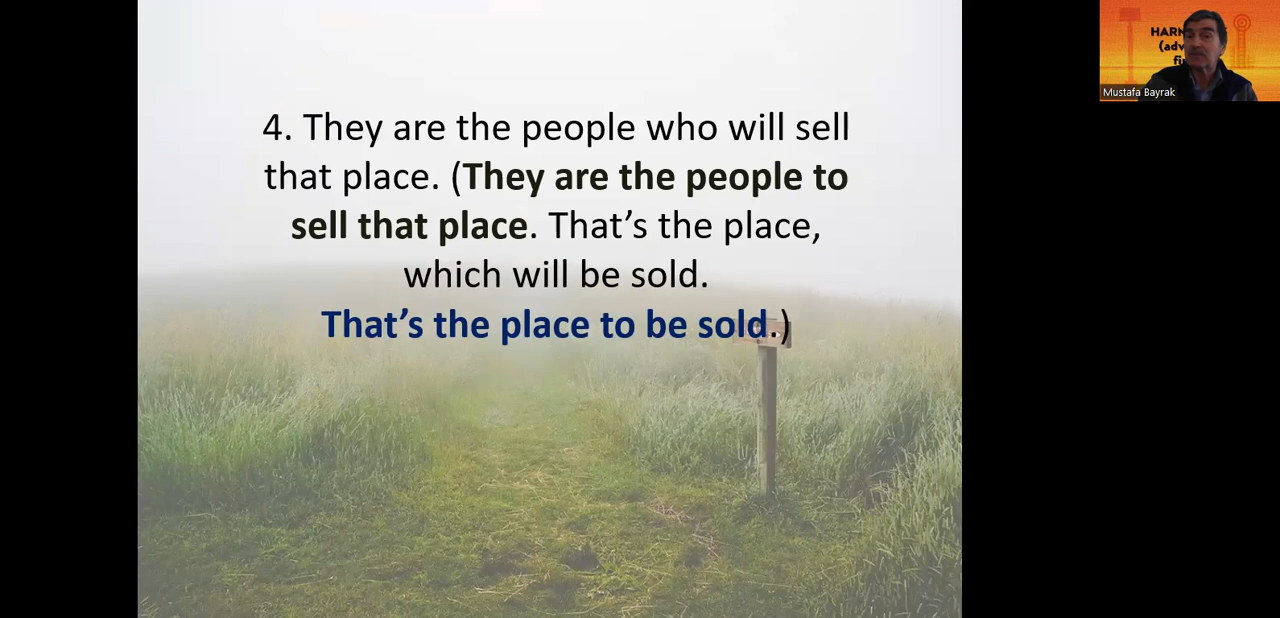 4. They are the people who will sell
that place. (They are the people to
sell that place. That’s the place,
which will be sold.
That’s the place to be sold.)
Mustafa Bayrak